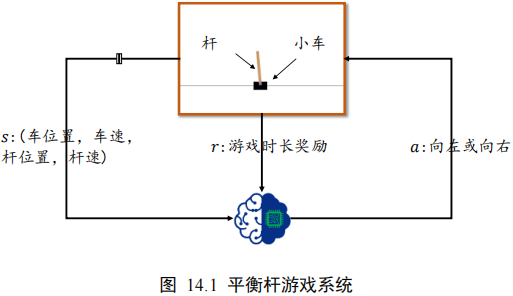 杆 小车
s:(车位置，车速，
杆位置，杆速)
r:游戏时长奖励
a:向左或向右
图 14.1 平衡杆游戏系统